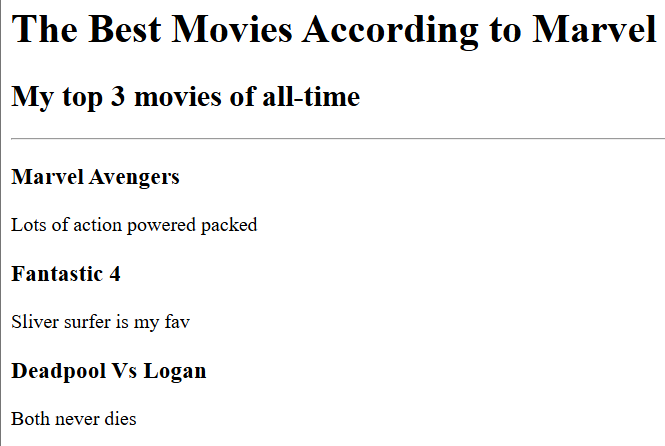 The Best Movies According to Marvel
My top 3 movies of all-time
Marvel Avengers
Lots of action powered packed
Fantastic 4
Sliver surfer is my fav
Deadpool Vs Logan
Both never dies